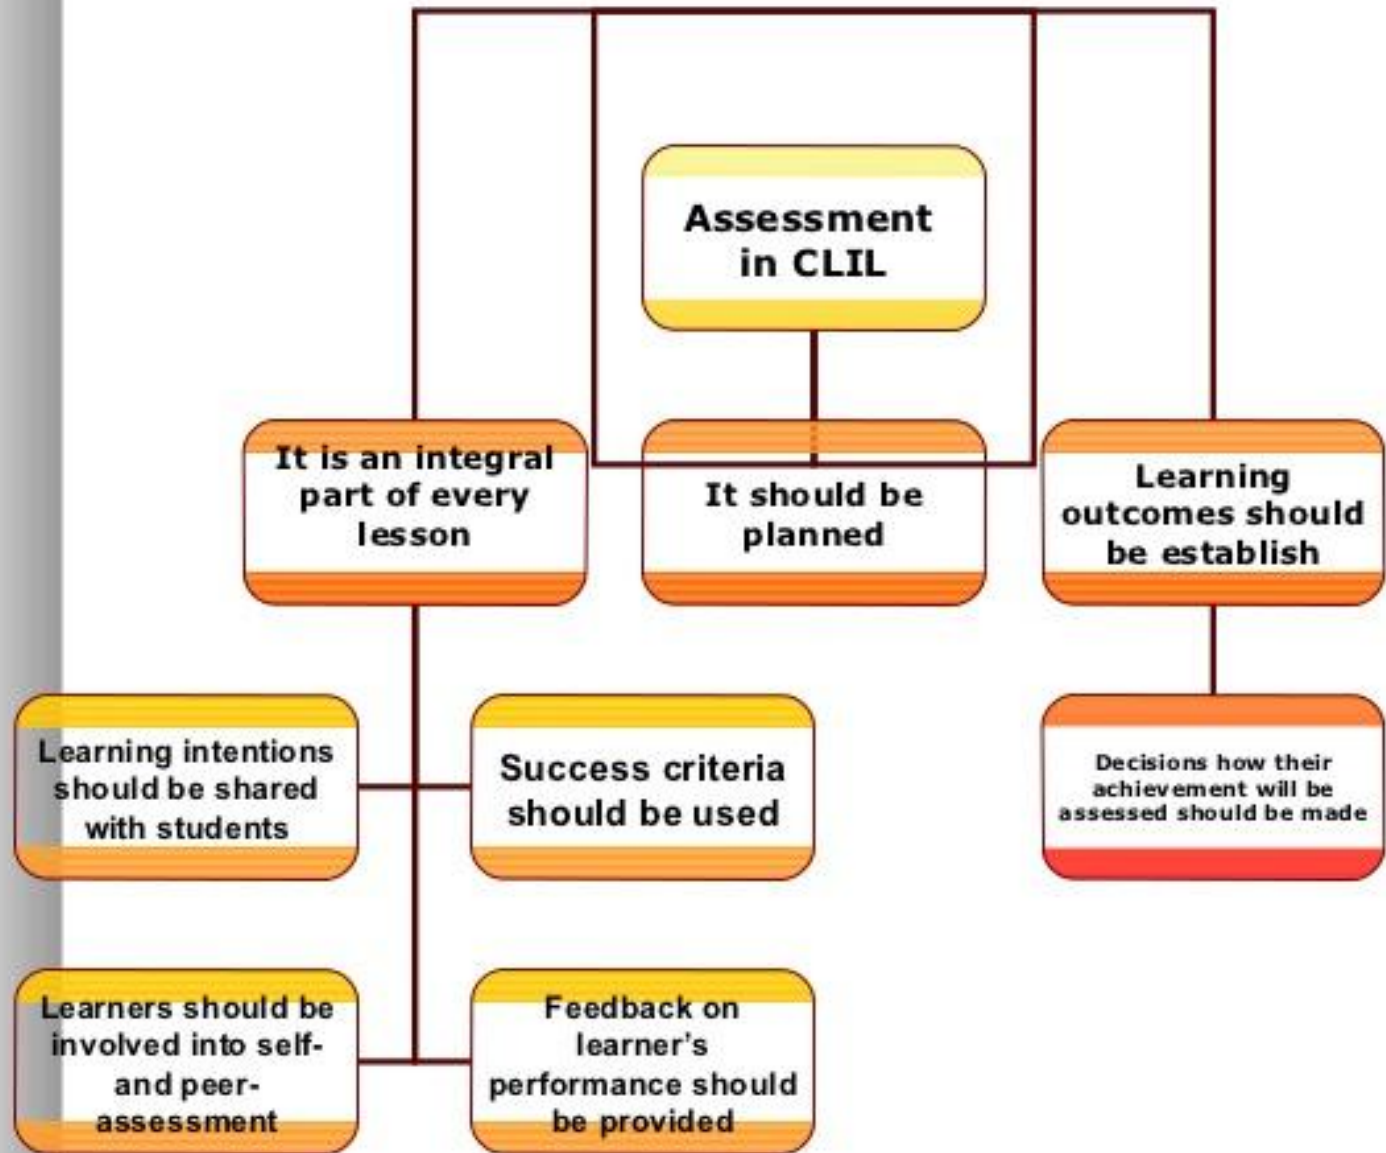 Assessment
in CLIL
It is an integral
part of every
lesson
It should be
planned
Learning
outcomes should
be establish
Learning intentions
should be shared
with students
Success criteria
should be used
Decisions how their
achievement will be
assessed should be made
Learners should be
involved into self-
and peer-
assessment
Feedback on
learner’s
performance should
be provided